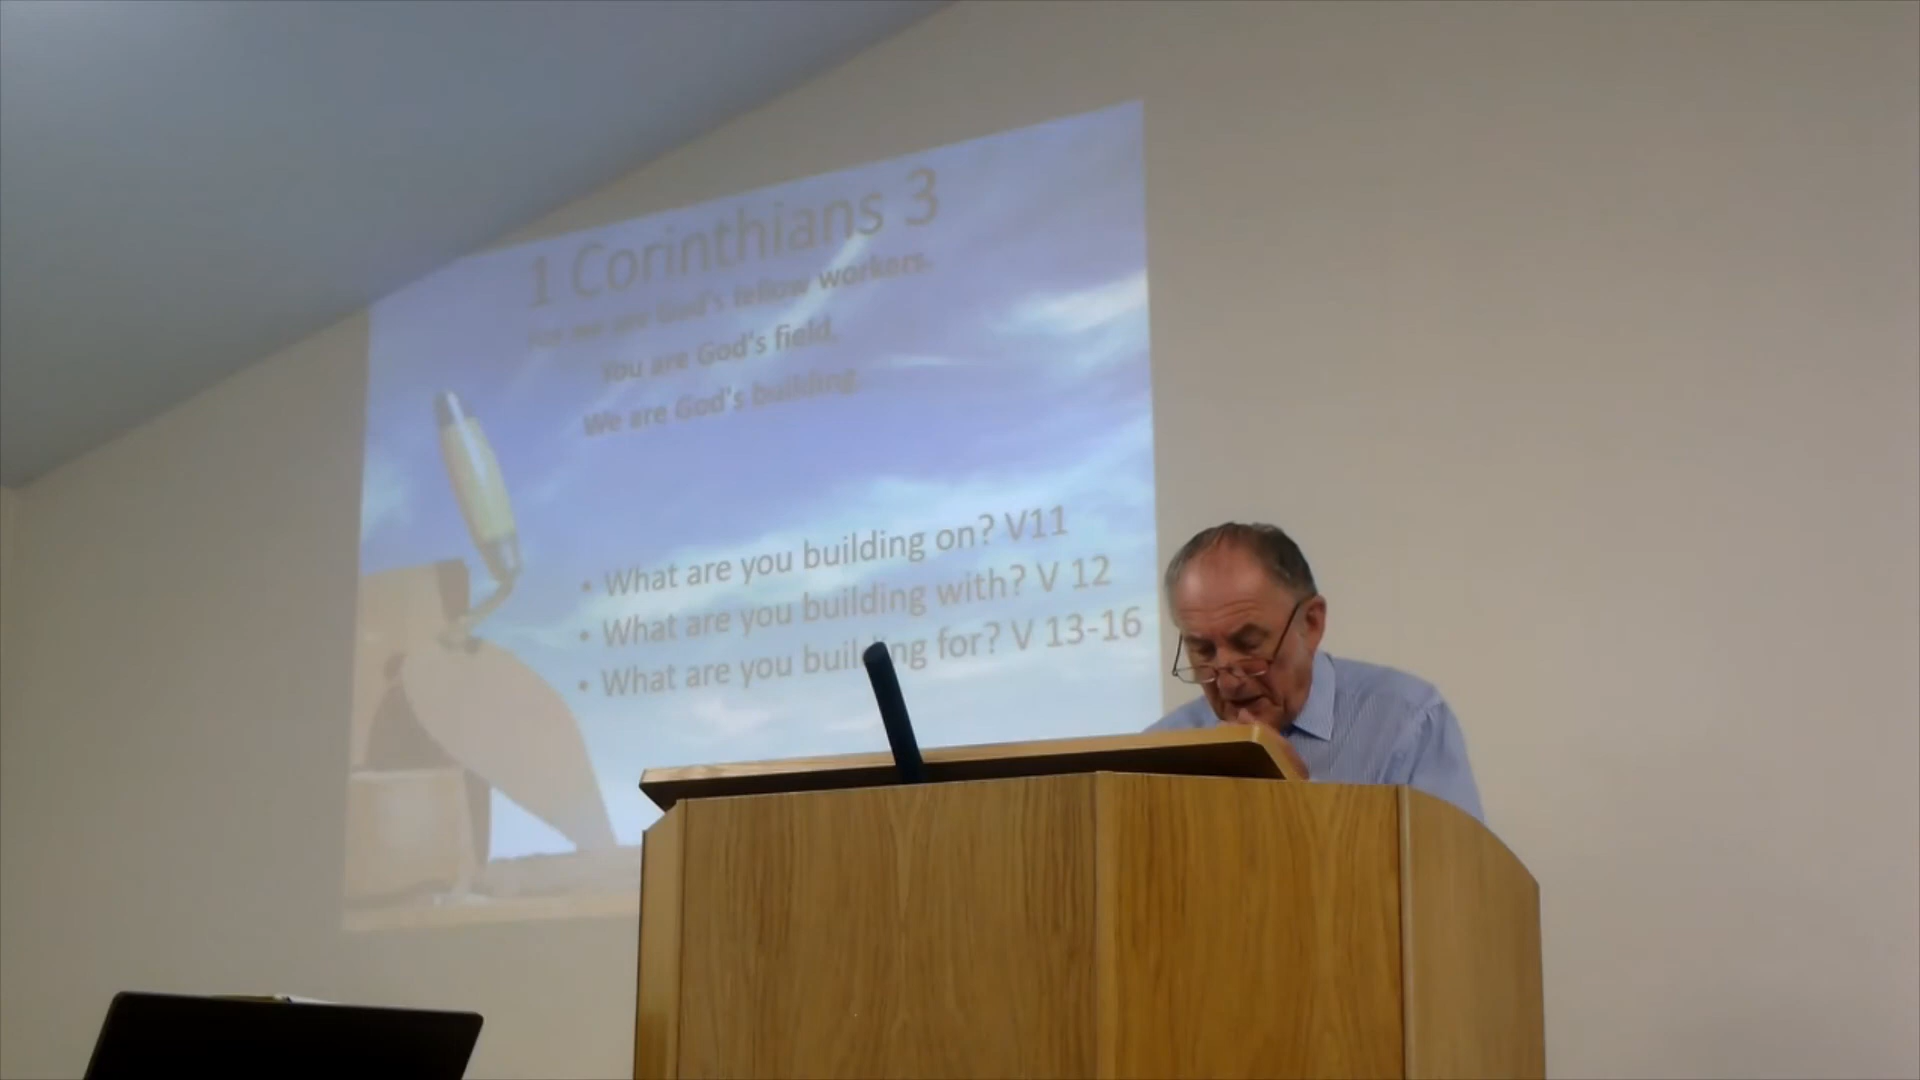 1 Corinthians 3
For we are God's fellow workers.
You are God's field,
We are God's building.
• What are you building on? V11
• What are you building with? V 12
• What are you building for? V 13-16